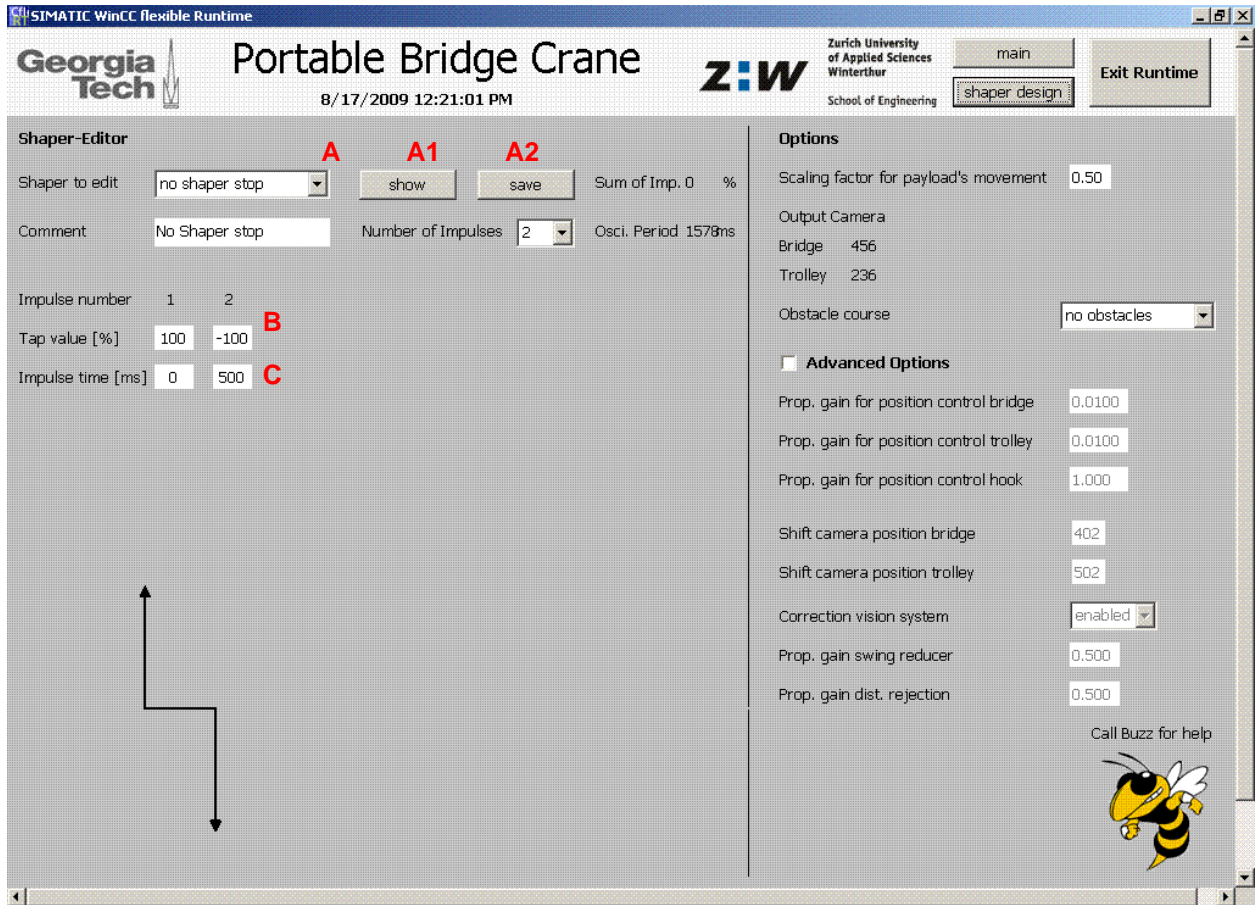 SIMATIC WinCC flexible Runtime
Georgia Tech
Portable Bridge Crane
8/17/2009 12:21:01 PM
Z:HW
Zurich University
of Applied Sciences
Winterthur
School of Engineering
main
shaper design
Exit Runtime
Shaper-Editor
A A1 A2
Shaper to edit no shaper stop show save Sum of Imp. 0 %
Comment No Shaper stop Number of Impulses 2 Osci. Period 1578ms
Impulse number 1 2
B
Tap value [%] 100 -100
Impulse time [ms] 0 500 C
Options
Scaling factor for payload's movement 0.50
Output Camera
Bridge 456
Trolley 236
Obstacle course no obstacles
Advanced Options
Prop. gain for position control bridge 0.0100
Prop. gain for position control trolley 0.0100
Prop. gain for position control hook 1.000
Shift camera position bridge 402
Shift camera position trolley 502
Correction vision system enabled
Prop. gain swing reducer 0.500
Prop. gain dist. rejection 0.500
Call Buzz for help